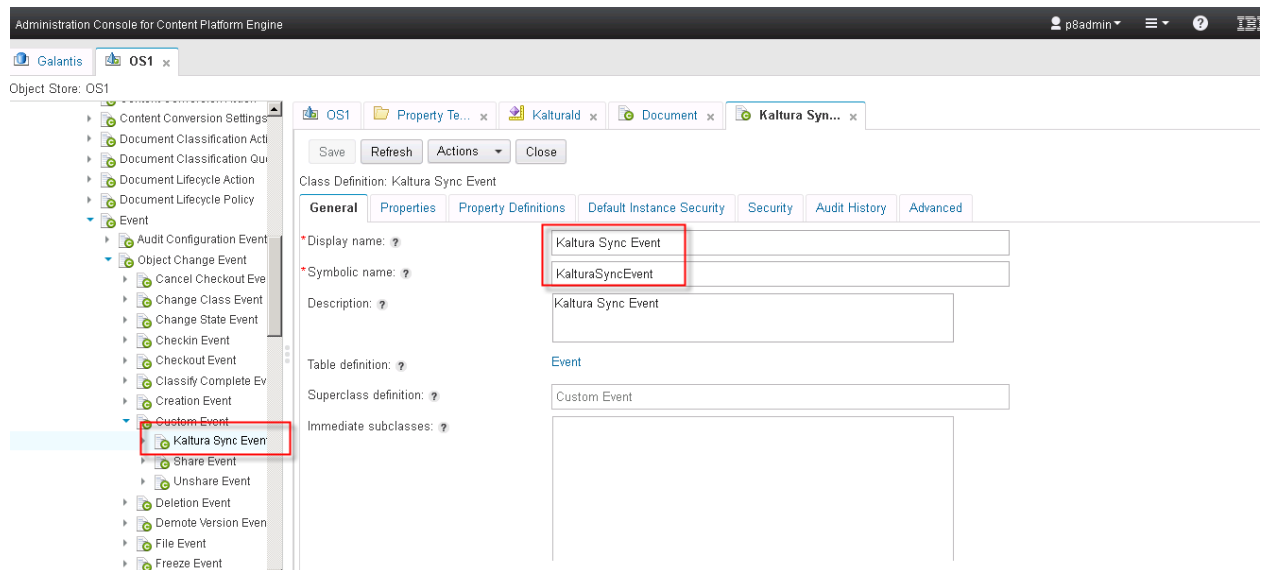 Administration Console for Content Platform Engine
p8admin
?
IBM
Galantis
OS1 x
Object Store: OS1
Content Conversion Settings
Document Classification Acti
Document Classification Qu
Document Lifecycle Action
Document Lifecycle Policy
Event
Audit Configuration Event
Object Change Event
Cancel Checkout Eve
Change Class Event
Change State Event
Checkin Event
Checkout Event
Classify Complete Ev
Creation Event
Custom Event
Kaltura Sync Even
Share Event
Unshare Event
Deletion Event
Demote Version Even
File Event
Freeze Event
OS1
Property Te... x
KalturaId x
Document x
Kaltura Syn... x
Save Refresh Actions Close
Class Definition: Kaltura Sync Event
General Properties Property Definitions Default Instance Security Security Audit History Advanced
*Display name: ? Kaltura Sync Event
*Symbolic name: ? KalturaSyncEvent
Description: ? Kaltura Sync Event
Table definition: ? Event
Superclass definition: ? Custom Event
Immediate subclasses: ?